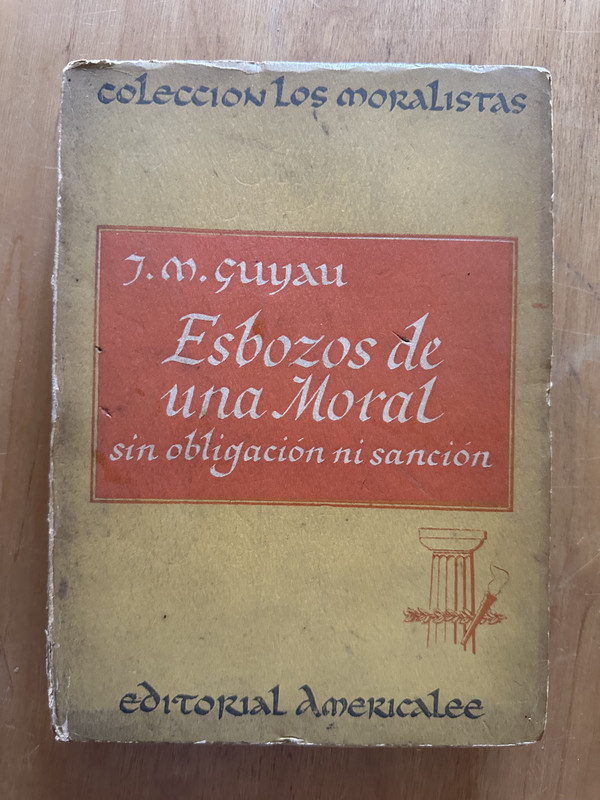 Coleccion Los Moralistas
J. M. Guyau
Esbozos de
una Moral
sin obligación ni sanción
Editorial Americalee